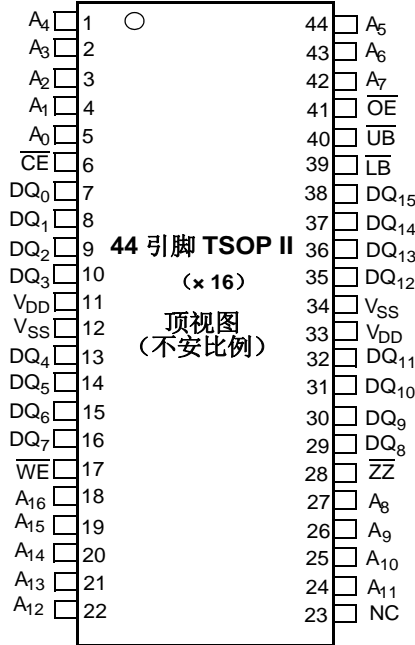 A4 1 44 A5
A3 2 43 A6
A2 3 42 A7
A1 4 41 OE
A0 5 40 UB
CE 6 39 LB
DQ0 7 38 DQ15
DQ1 8 37 DQ14
DQ2 9 44 引脚 TSOP II 36 DQ13
DQ3 10 (× 16) 35 DQ12
VDD 11 34 VSS
VSS 12 顶视图 33 VDD
DQ4 13 (不安比例) 32 DQ11
DQ5 14 31 DQ10
DQ6 15 30 DQ9
DQ7 16 29 DQ8
WE 17 28 ZZ
A16 18 27 A8
A15 19 26 A9
A14 20 25 A10
A13 21 24 A11
A12 22 23 NC